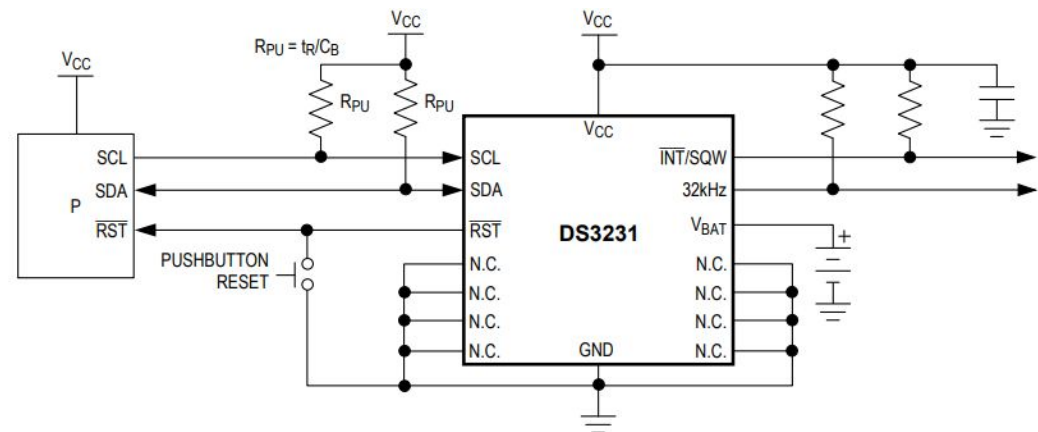 VCC
RPU = tR/CB
VCC
VCC
RPU
RPU
SCL
SDA
P
RST
PUSHBUTTON
RESET
VCC
SCL
SDA
RST
N.C.
N.C.
N.C.
N.C.
DS3231
GND
INT/SQW
32kHz
VBAT
+
N.C.
N.C.
N.C.
N.C.